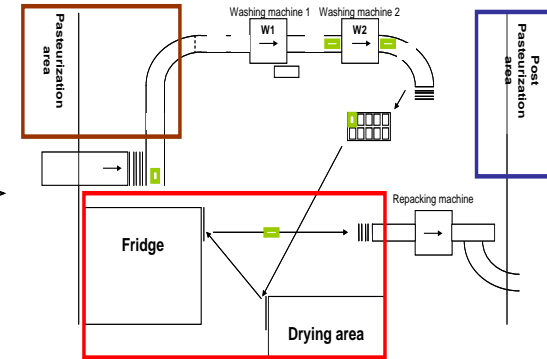 Washing machine 1
Washing machine 2
W1
W2
Pasteurization
area
Post
Pasteurization
area
Repacking machine
Fridge
Drying area